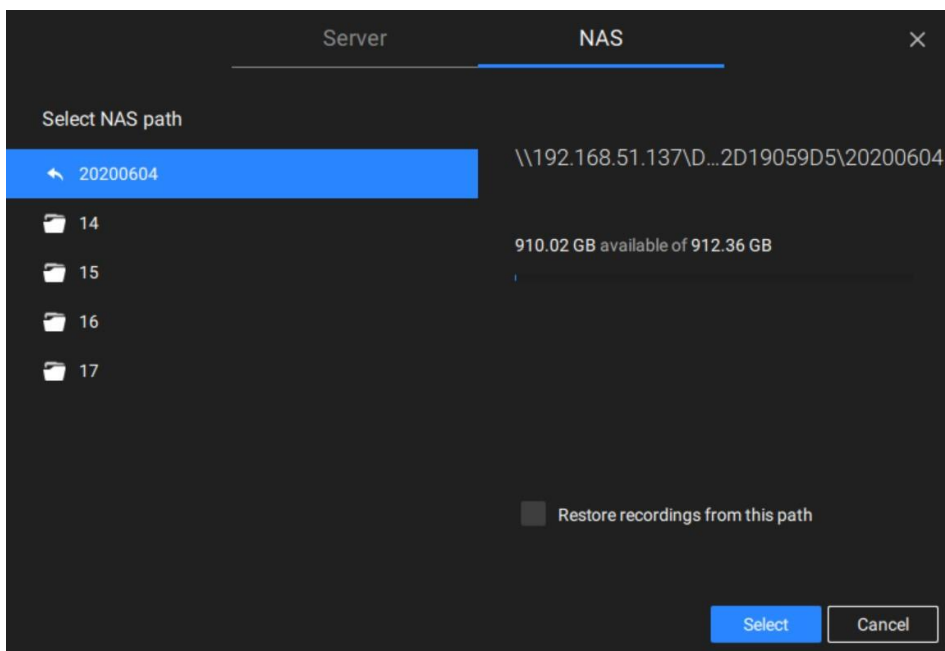 Server NAS
Select NAS path
20200604
14
15
16
17
\\192.168.51.137\D...2D19059D5\20200604
910.02 GB available of 912.36 GB
Restore recordings from this path
Select Cancel